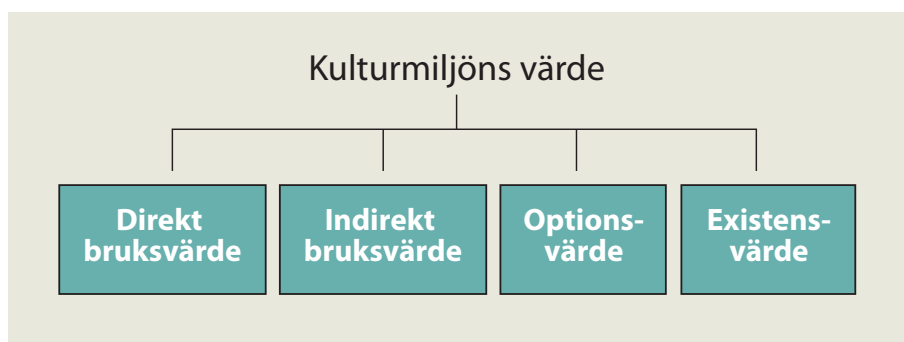 Kulturmiljöns värde
Direkt
bruksvärde
Indirekt
bruksvärde
Options-
värde
Existens-
värde